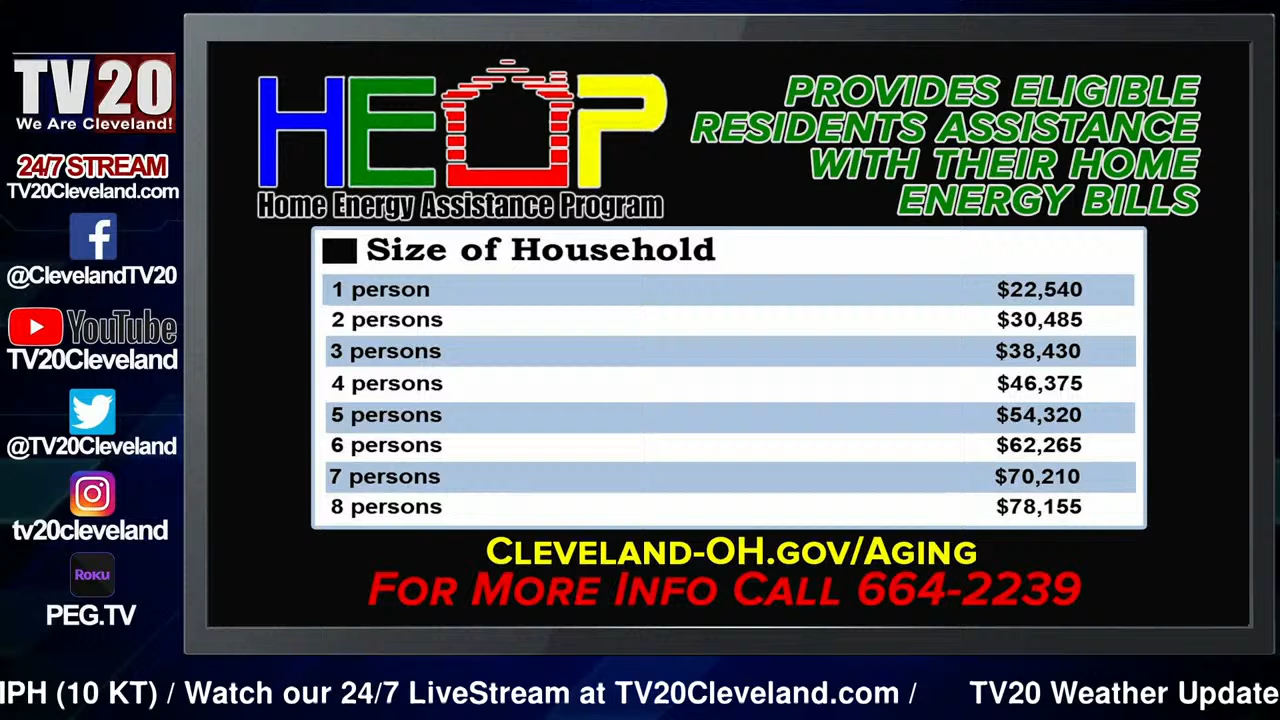 TV20
We Are Cleveland!
24/7 STREAM
TV20Cleveland.com
@ClevelandTV20
YouTube
TV20Cleveland
@TV20Cleveland
tv20cleveland
Roku
PEG.TV
HEAP
Home Energy Assistance Program
PROVIDES ELIGIBLE
RESIDENTS ASSISTANCE
WITH THEIR HOME
ENERGY BILLS
Size of Household
1 person $22,540
2 persons $30,485
3 persons $38,430
4 persons $46,375
5 persons $54,320
6 persons $62,265
7 persons $70,210
8 persons $78,155
CLEVELAND-OH.GOV/AGING
FOR MORE INFO CALL 664-2239
IPH (10 KT) / Watch our 24/7 LiveStream at TV20Cleveland.com / TV20 Weather Update